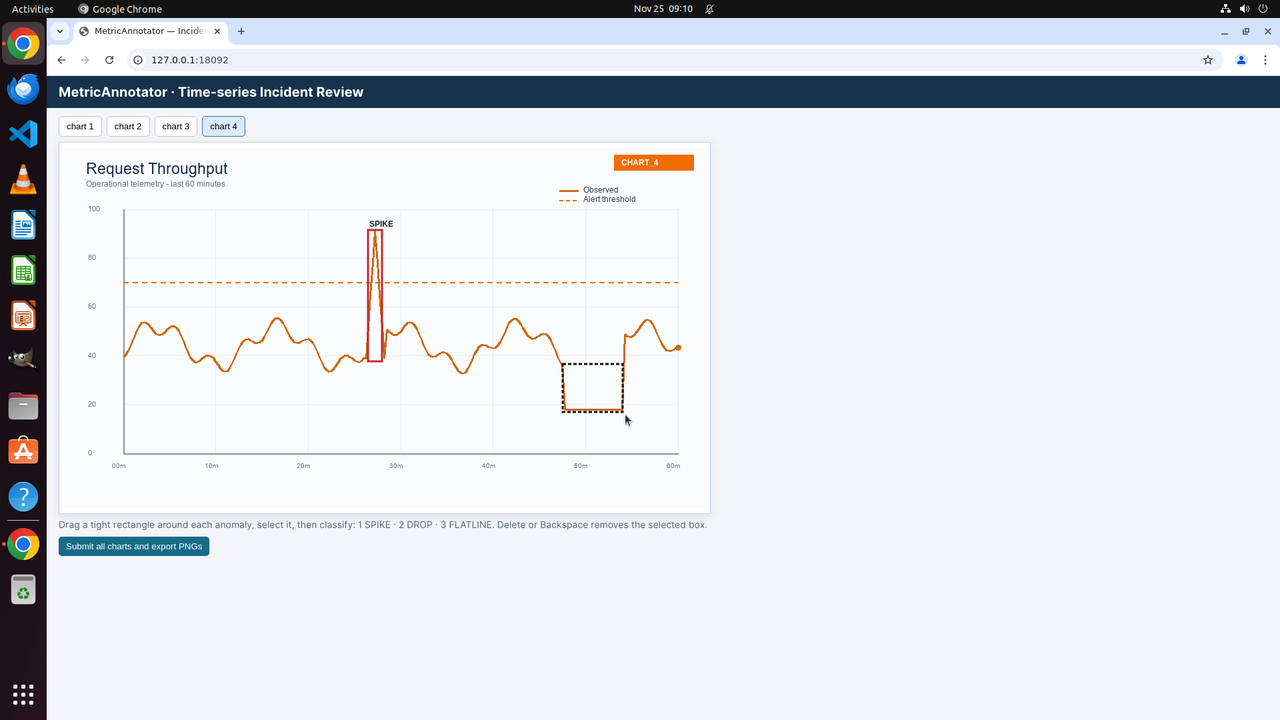 Activities
Google Chrome
Nov 25 09:10
MetricAnnotator — Incide
127.0.0.1:18092
MetricAnnotator · Time-series Incident Review
chart 1
chart 2
chart 3
chart 4
Request Throughput
Operational telemetry - last 60 minutes
CHART_4
Observed
Alert threshold
SPIKE
100
80
60
40
20
0
00m
10m
20m
30m
40m
50m
60m
Drag a tight rectangle around each anomaly, select it, then classify: 1 SPIKE · 2 DROP · 3 FLATLINE. Delete or Backspace removes the selected box.
Submit all charts and export PNGs